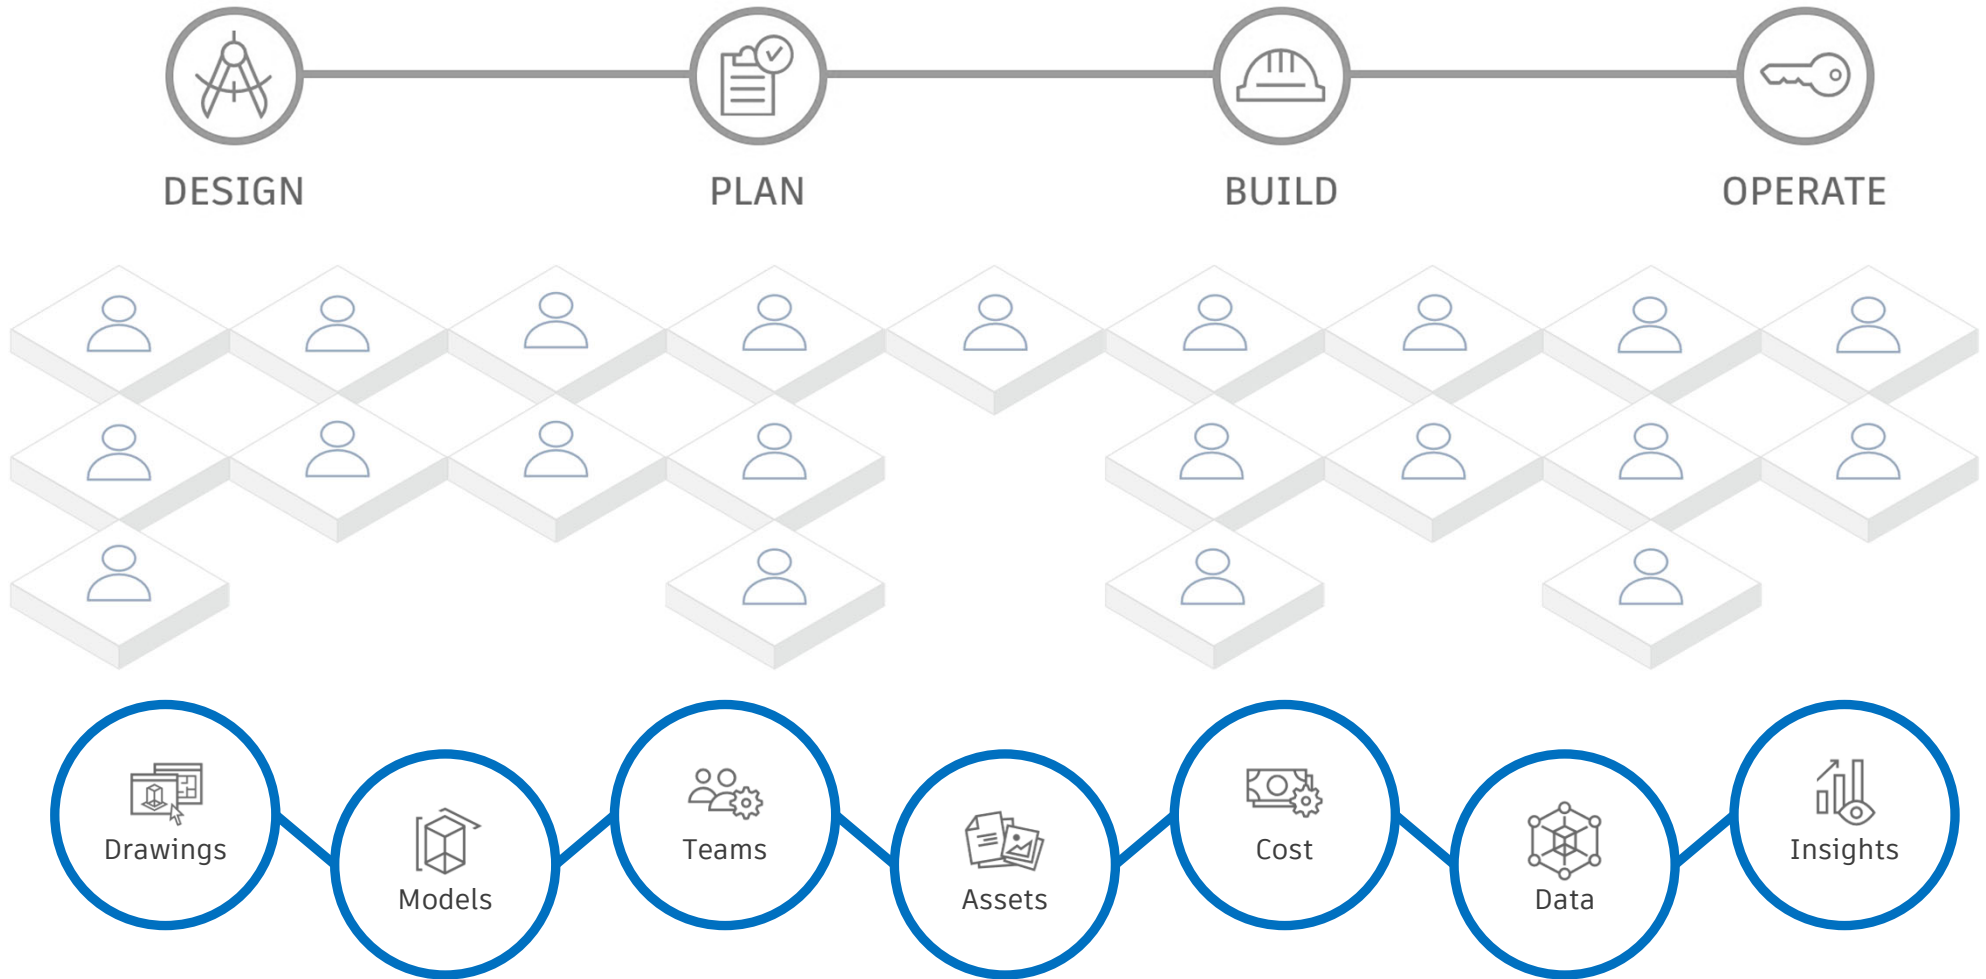 DESIGN
PLAN
BUILD
OPERATE
Drawings
Models
Teams
Assets
Cost
Data
Insights